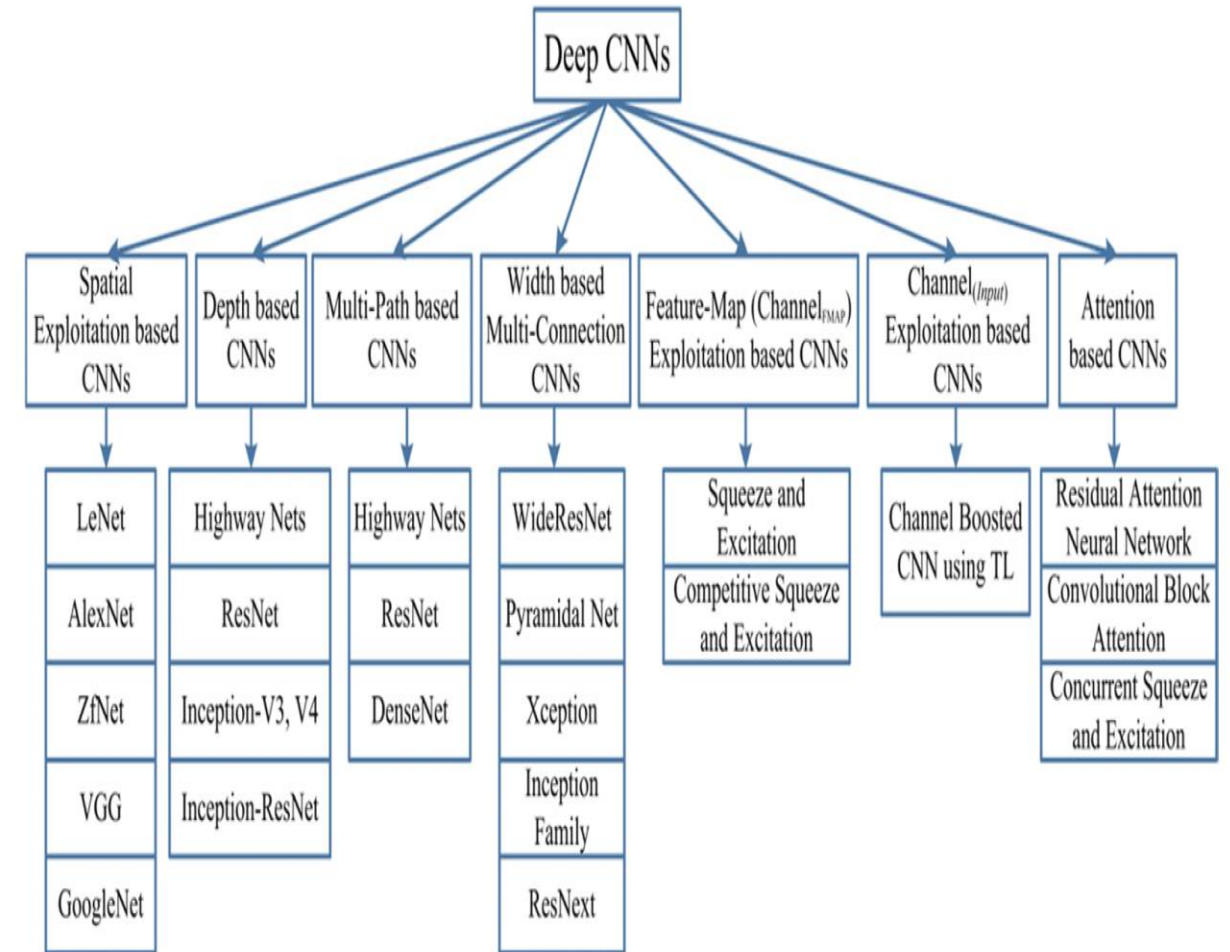 Deep CNNs
Spatial
Exploitation based
CNNs
Depth based
CNNs
Multi-Path based
CNNs
Width based
Multi-Connection
CNNs
Feature-Map (Channel_FMAP)
Exploitation based CNNs
Channel_(Input)
Exploitation based
CNNs
Attention
based CNNs
LeNet
AlexNet
ZfNet
VGG
GoogleNet
Highway Nets
ResNet
Inception-V3, V4
Inception-ResNet
Highway Nets
ResNet
DenseNet
WideResNet
Pyramidal Net
Xception
Inception
Family
ResNext
Squeeze and
Excitation
Competitive Squeeze
and Excitation
Channel Boosted
CNN using TL
Residual Attention
Neural Network
Convolutional Block
Attention
Concurrent Squeeze
and Excitation